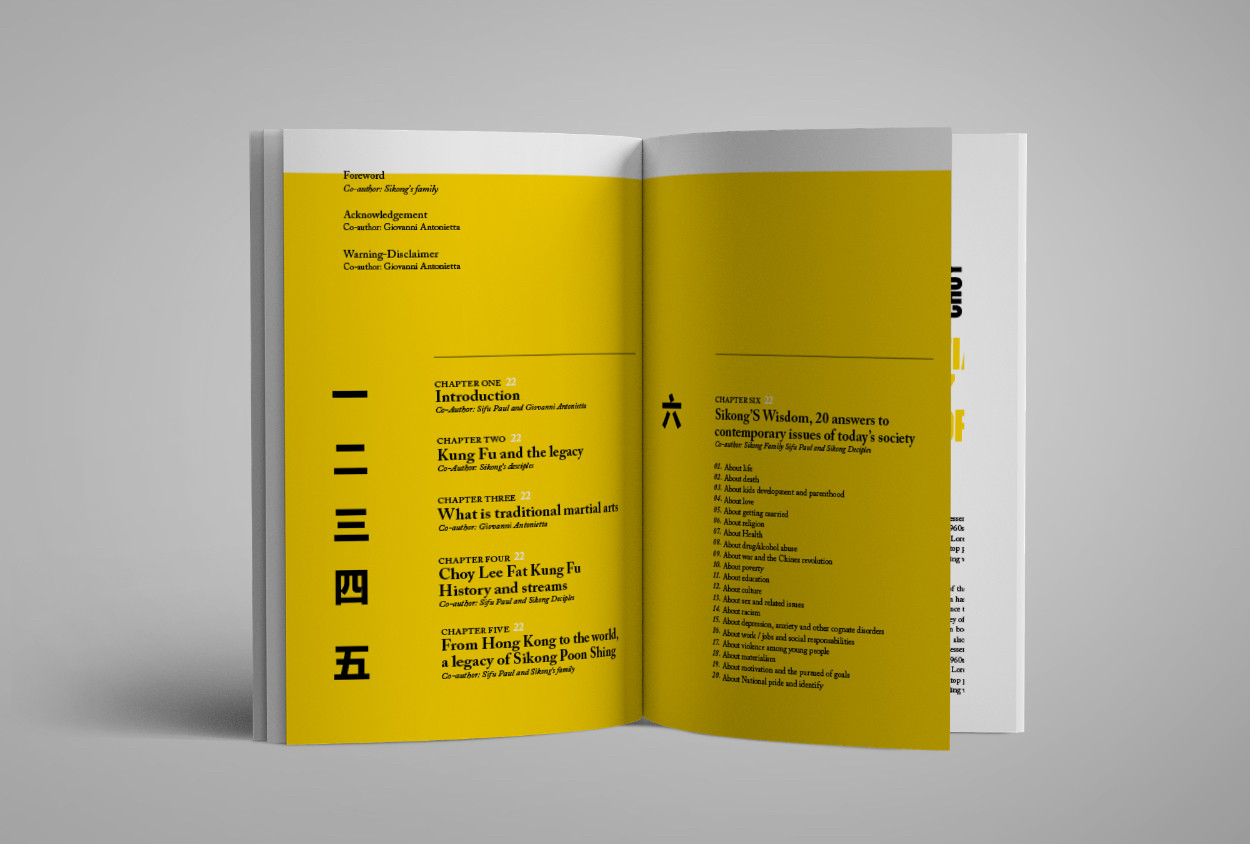 Foreword
Co-author: Sikong's family
Acknowledgement
Co-author: Giovanni Antonietta
Warning-Disclaimer
Co-author: Giovanni Antonietta
一
CHAPTER ONE 22
Introduction
Co-Author: Sifu Paul and Giovanni Antonietta
二
CHAPTER TWO 22
Kung Fu and the legacy
Co-Author: Sikong's desciples
三
CHAPTER THREE 22
What is traditional martial arts
Co-author: Giovanni Antonietta
四
CHAPTER FOUR 22
Choy Lee Fat Kung Fu
History and streams
Co-author: Sifu Paul and Sikong Deciples
五
CHAPTER FIVE 22
From Hong Kong to the world,
a legacy of Sikong Poon Shing
Co-author: Sifu Paul and Sikong's family
六
CHAPTER SIX 22
Sikong'S Wisdom, 20 answers to
contemporary issues of today's society
Co-author: Sikong Family Sifu Paul and Sikong Deciples
01. About life
02. About death
03. About kids development and parenthood
04. About love
05. About getting married
06. About religion
07. About Health
08. About drug/alcohol abuse
09. About war and the Chines revolution
10. About poverty
11. About education
12. About culture
13. About sex and related issues
14. About racism
15. About depression, anxiety and other cognate disorders
16. About work / jobs and social responsabilities
17. About violence among young people
18. About materialism
19. About motivation and the parsued of goals
20. About National pride and identify
CHOY